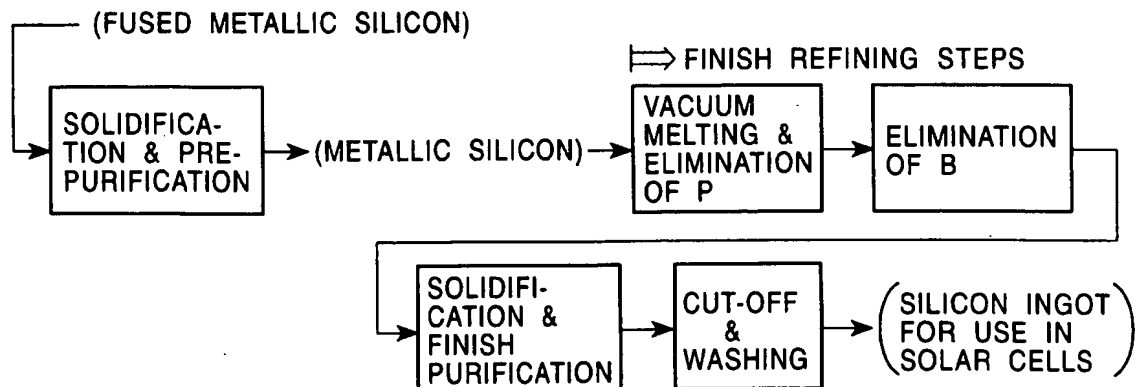 (FUSED METALLIC SILICON)
FINISH REFINING STEPS
SOLIDIFICA-
TION & PRE-
PURIFICATION
(METALLIC SILICON)
VACUUM
MELTING &
ELIMINATION
OF P
ELIMINATION
OF B
SOLIDIFI-
CATION &
FINISH
PURIFICATION
CUT-OFF
&
WASHING
(SILICON INGOT
FOR USE IN
SOLAR CELLS)